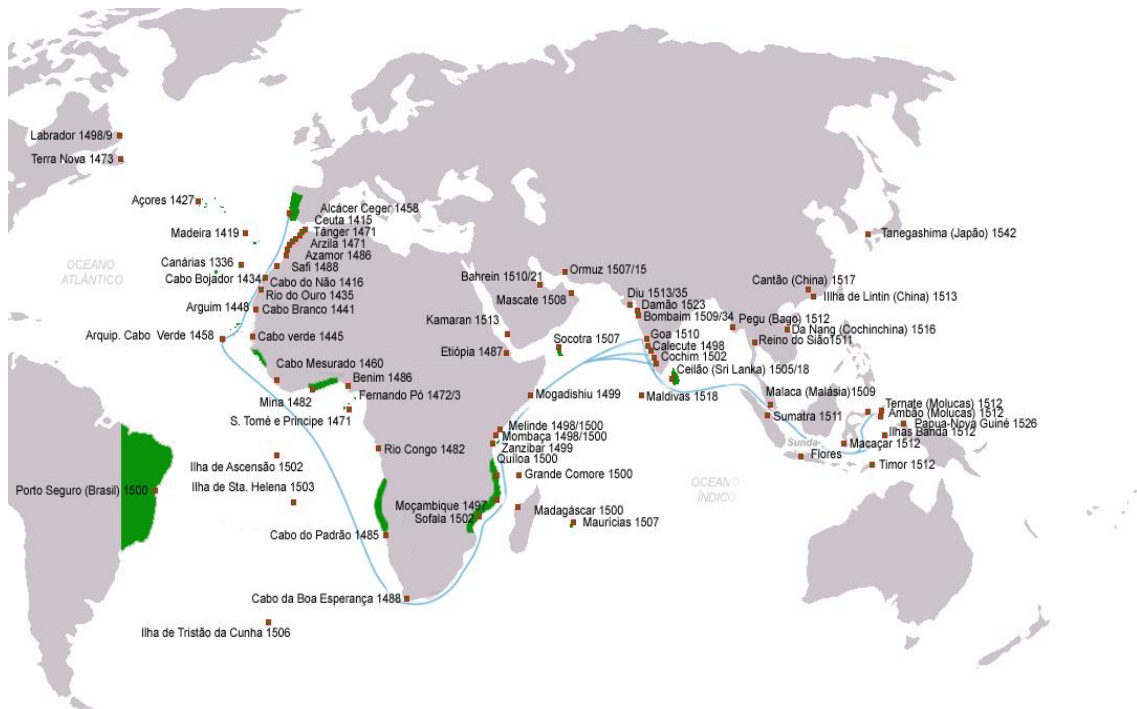 Labrador 1498/9
Terra Nova 1473
Açores 1427
Madeira 1419
Canárias 1336
Cabo Bojador 1434
OCEANO
ATLÂNTICO
Arguim 1448
Arquip. Cabo Verde 1458
Alcácer Ceger 1458
Ceuta 1415
Tânger 1471
Arzila 1471
Azamor 1486
Safi 1488
Cabo do Não 1416
Rio do Ouro 1435
Cabo Branco 1441
Cabo verde 1445
Cabo Mesurado 1460
Benim 1486
Mina 1482
Fernando Pó 1472/3
S. Tomé e Principe 1471
Rio Congo 1482
Ilha de Ascensão 1502
Ilha de Sta. Helena 1503
Porto Seguro (Brasil) 1500
Cabo do Padrão 1485
Cabo da Boa Esperança 1488
Ilha de Tristão da Cunha 1506
Bahrein 1510/21
Ormuz 1507/15
Mascate 1508
Kamaran 1513
Etiópia 1487
Socotra 1507
Mogadishiu 1499
Melinde 1498/1500
Mombaça 1498/1500
Zanzibar 1499
Quiloa 1500
Grande Comore 1500
Moçambique 1497
Sofala 1502
Madagáscar 1500
Maurícias 1507
Diu 1513/35
Damão 1523
Bombaim 1509/34
Goa 1510
Calecute 1498
Cochim 1502
Ceilão (Sri Lanka) 1505/18
Maldivas 1518
OCEANO
ÍNDICO
Tanegashima (Japão) 1542
Cantão (China) 1517
Illha de Lintin (China) 1513
Pegu (Bago) 1512
Da Nang (Cochinchina) 1516
Reino do Sião1511
Malaca (Malásia)1509
Sumatra 1511
Ternate (Molucas) 1512
Ambão (Molucas) 1512
Papua-Nova Guiné 1526
Ilhas Banda 1512
Macaçar 1512
Sunda
Flores
Timor 1512